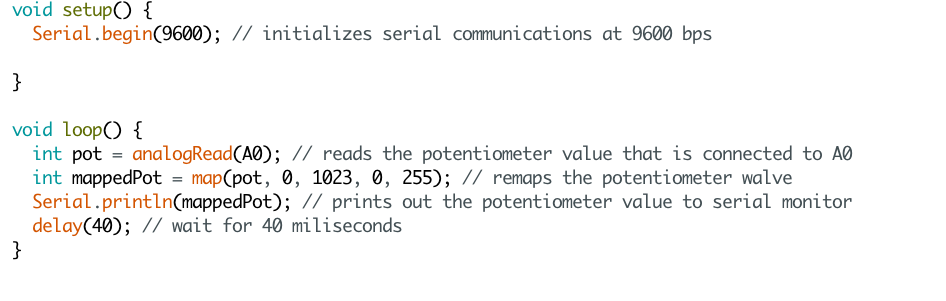 void setup() {
  Serial.begin(9600); // initializes serial communications at 9600 bps

}

void loop() {
  int pot = analogRead(A0); // reads the potentiometer value that is connected to A0
  int mappedPot = map(pot, 0, 1023, 0, 255); // remaps the potentiometer walve
  Serial.println(mappedPot); // prints out the potentiometer value to serial monitor
  delay(40); // wait for 40 miliseconds
}